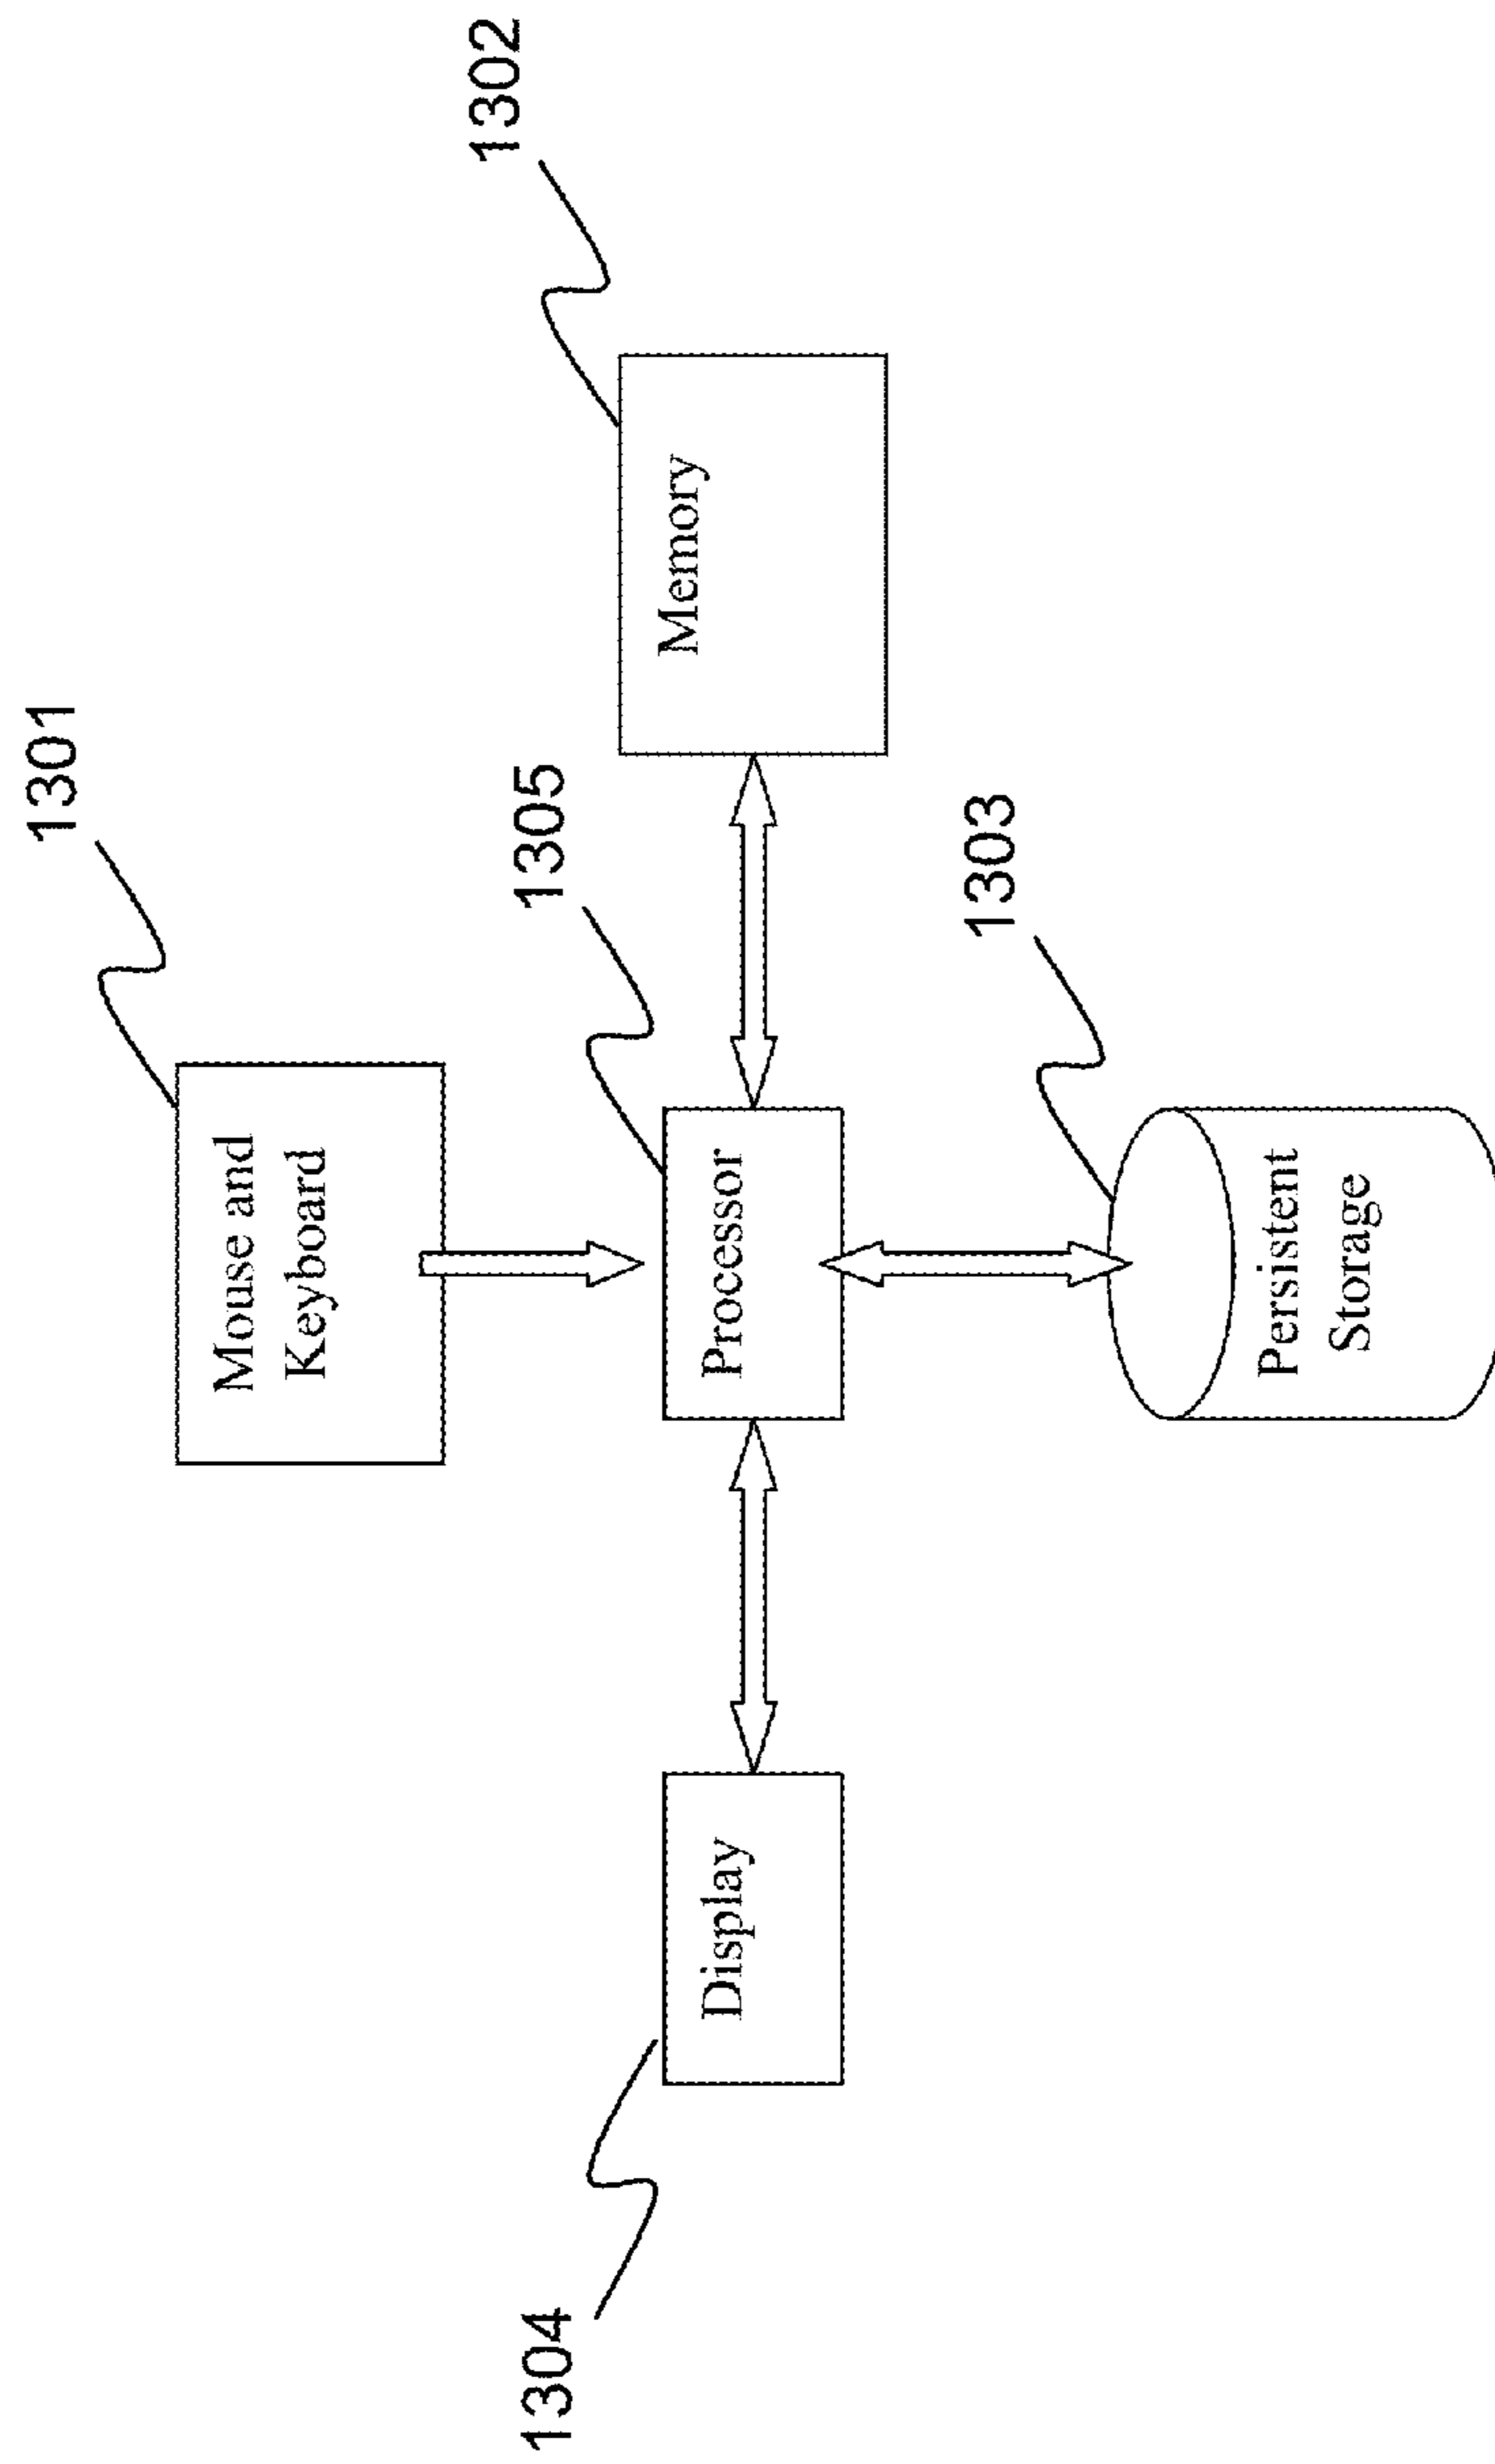 1301
Mouse and
Keyboard
1302
1305
Memory
1304
Display
Processor
1303
Persistent
Storage